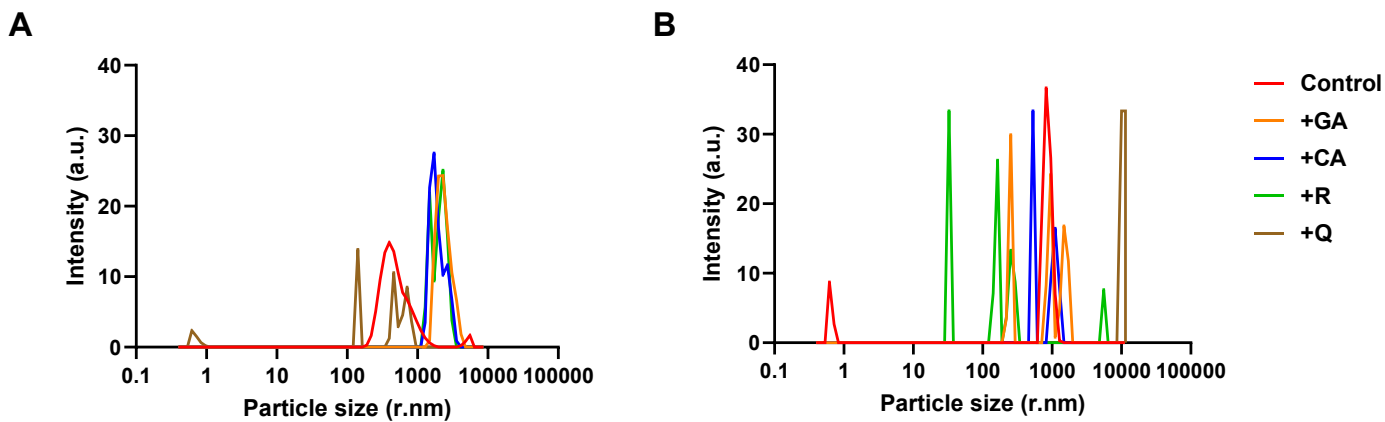 A
Intensity (a.u.)
40
30
20
10
0
0.1 1 10 100 1000 10000 100000
Particle size (r.nm)
B
Intensity (a.u.)
40
30
20
10
0
0.1 1 10 100 1000 10000 100000
Particle size (r.nm)
Control
+GA
+CA
+R
+Q